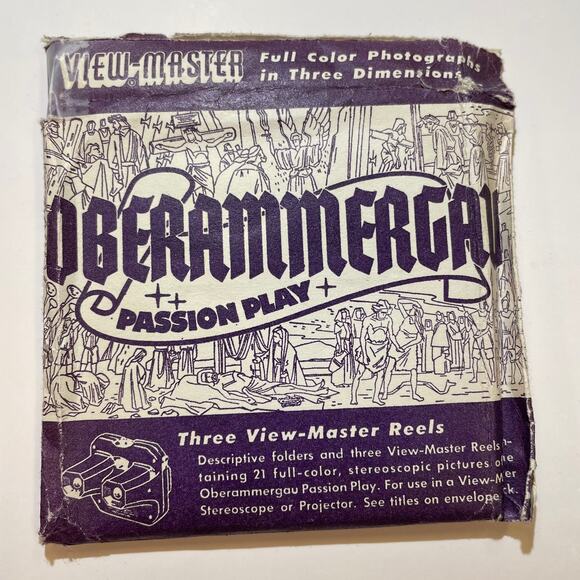 VIEW-MASTER Full Color Photographs
in Three Dimensions
OBERAMMERGAU
PASSION PLAY
Three View-Master Reels
Descriptive folders and three View-Master Reels
taining 21 full-color, stereoscopic pictures
Oberammergau Passion Play. For use in a View-M
Stereoscope or Projector. See titles on envelope